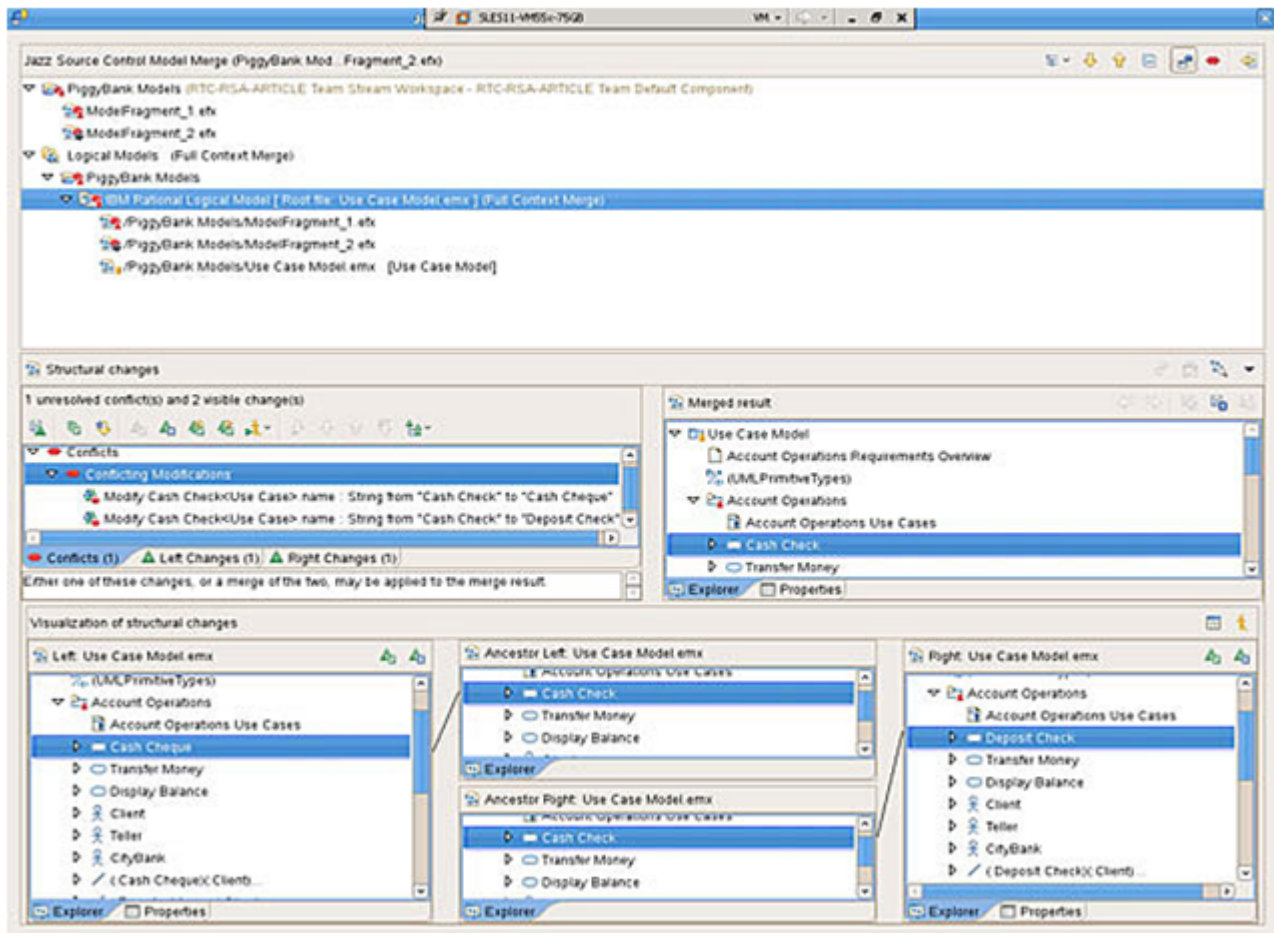 SLES11-VM55x-75GB
VM
Jazz Source Control Model Merge (PiggyBank Mod... Fragment_2.efx)
PiggyBank Models (RTC-RSA-ARTICLE Team Stream Workspace - RTC-RSA-ARTICLE Team Default Component)
ModelFragment_1.efx
ModelFragment_2.efx
Logical Models (Full Context Merge)
PiggyBank Models
IBM Rational Logical Model [ Root file: Use Case Model.emx ] (Full Context Merge)
/PiggyBank Models/ModelFragment_1.efx
/PiggyBank Models/ModelFragment_2.efx
/PiggyBank Models/Use Case Model.emx [Use Case Model]
Structural changes
1 unresolved conflict(s) and 2 visible change(s)
Conflicts
Conflicting Modifications
Modify Cash Check<Use Case> name : String from "Cash Check" to "Cash Cheque"
Modify Cash Check<Use Case> name : String from "Cash Check" to "Deposit Check"
Conflicts (1) Left Changes (1) Right Changes (1)
Either one of these changes, or a merge of the two, may be applied to the merge result.
Merged result
Use Case Model
Account Operations Requirements Overview
(UMLPrimitiveTypes)
Account Operations
Account Operations Use Cases
Cash Check
Transfer Money
Explorer Properties
Visualization of structural changes
Left: Use Case Model.emx
(UMLPrimitiveTypes)
Account Operations
Account Operations Use Cases
Cash Cheque
Transfer Money
Display Balance
Client
Teller
CityBank
( Cash Cheque)( Client)...
Explorer Properties
Ancestor Left: Use Case Model.emx
Account Operations Use Cases
Cash Check
Transfer Money
Display Balance
Explorer
Ancestor Right: Use Case Model.emx
Account Operations Use Cases
Cash Check
Transfer Money
Display Balance
Explorer
Right: Use Case Model.emx
Account Operations
Account Operations Use Cases
Deposit Check
Transfer Money
Display Balance
Client
Teller
CityBank
( Deposit Check)( Client)...
Explorer Properties